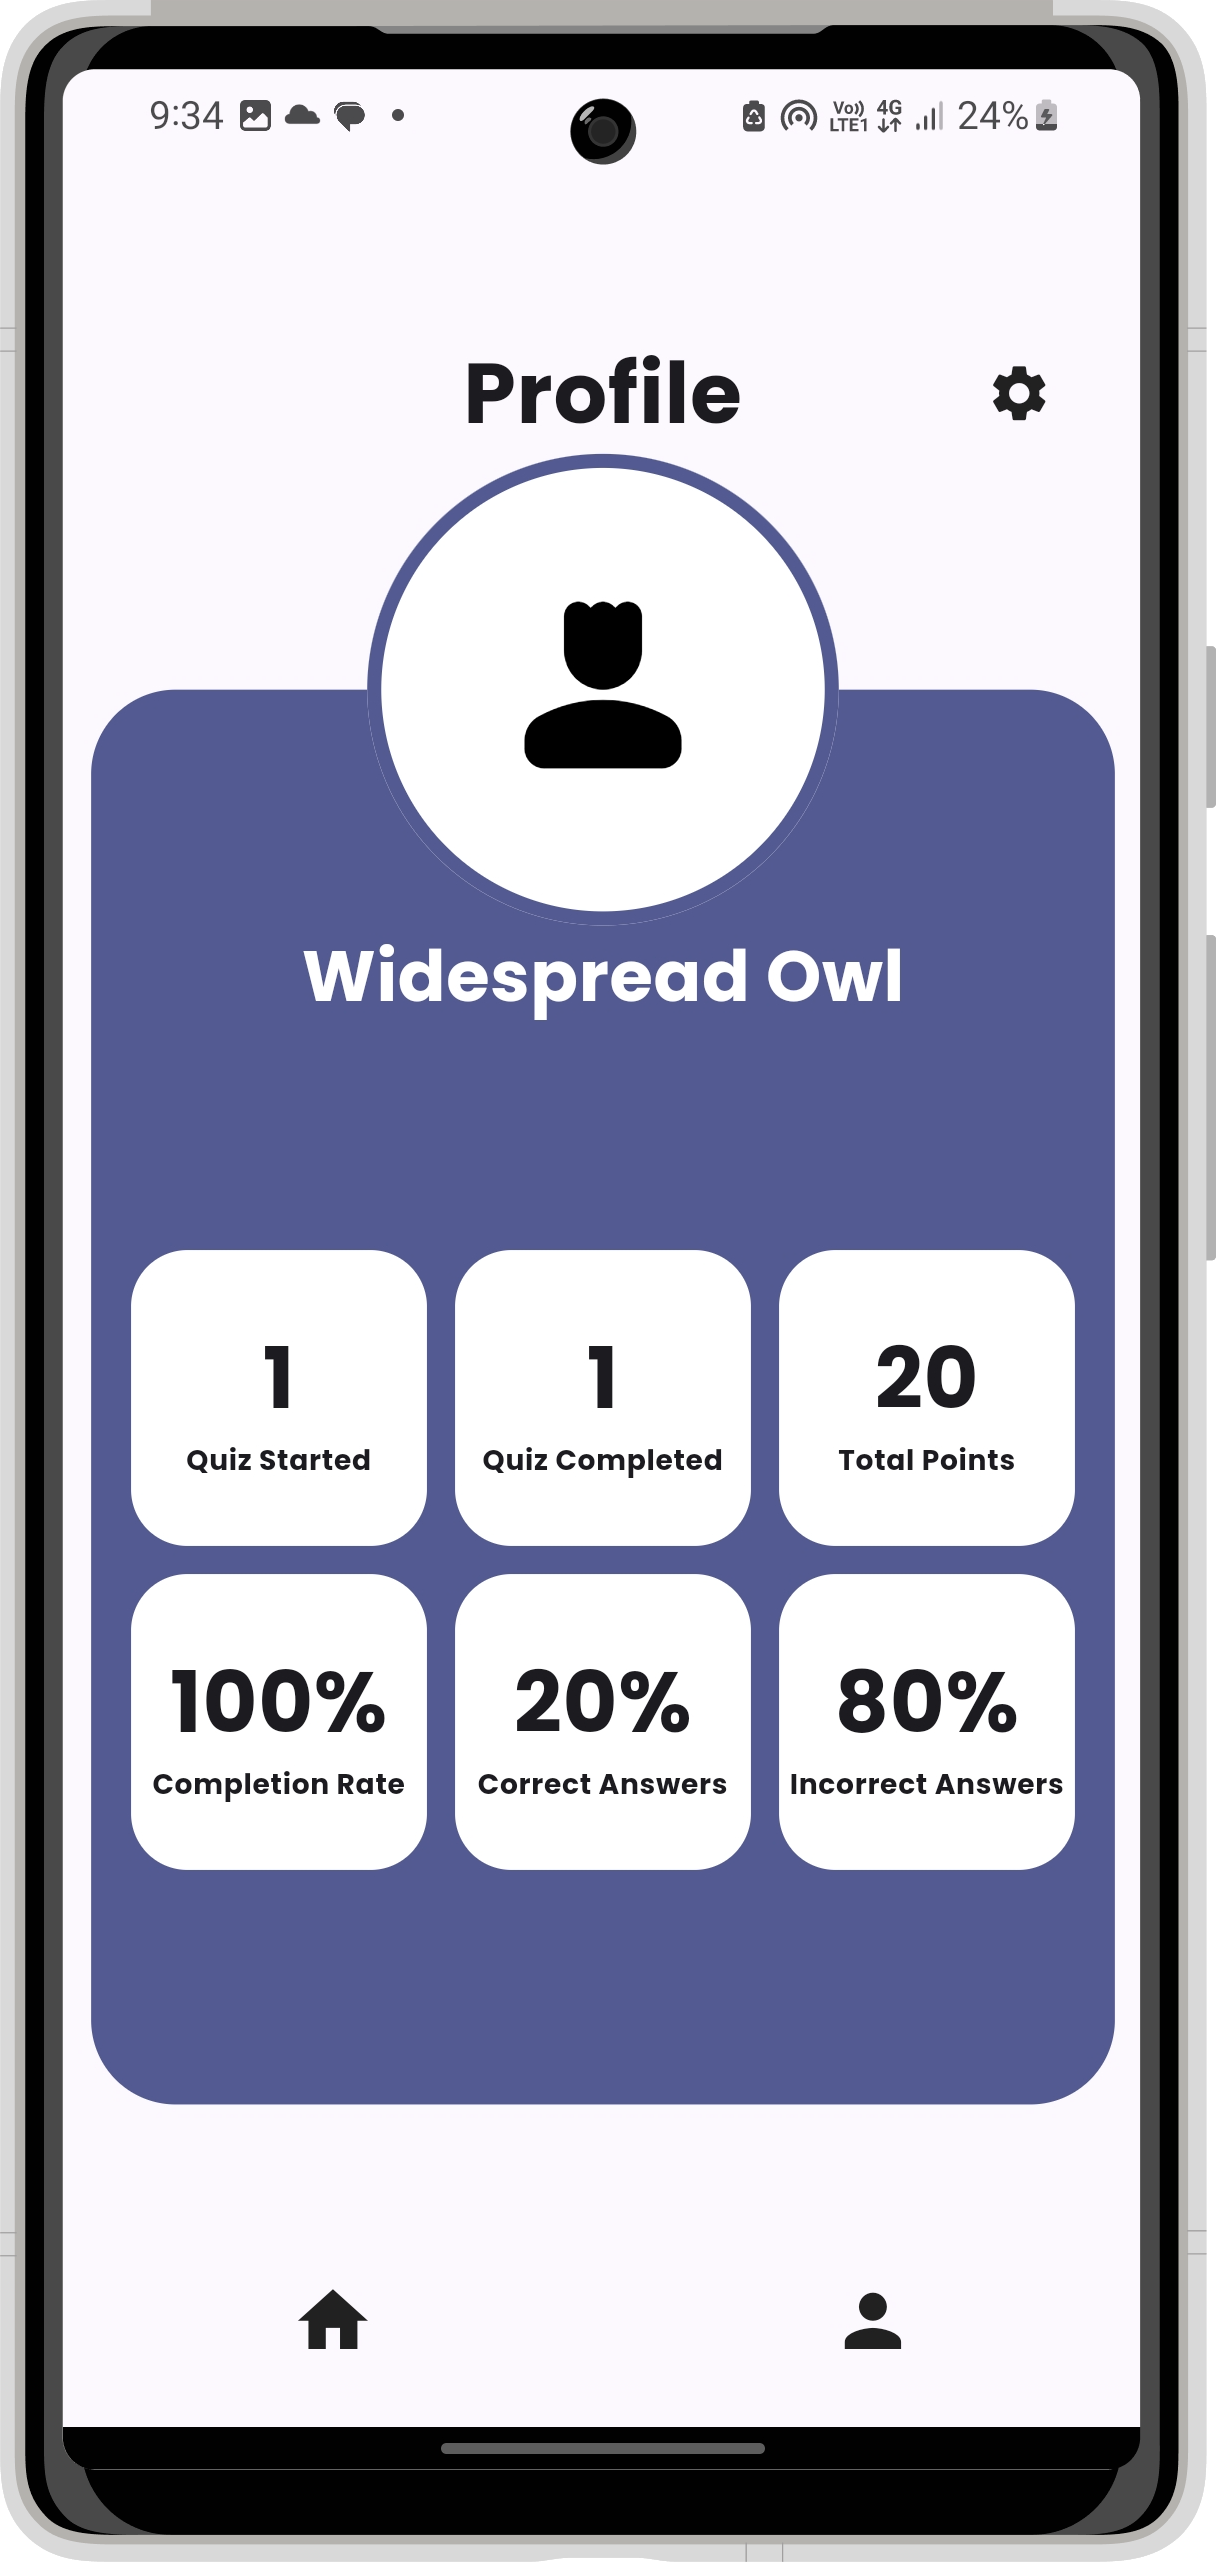 9:34
Vo)) LTE1 4G 24%
Profile
Widespread Owl
1 1 20
Quiz Started Quiz Completed Total Points
100% 20% 80%
Completion Rate Correct Answers Incorrect Answers